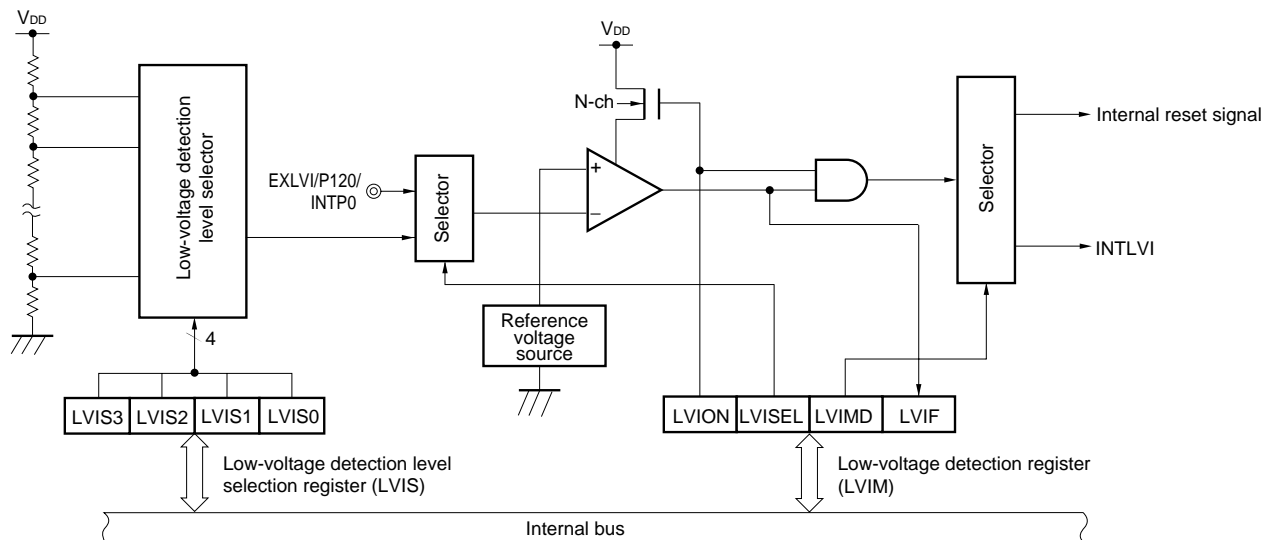 VDD
Low-voltage detection
level selector
4
LVIS3 LVIS2 LVIS1 LVIS0
Low-voltage detection level
selection register (LVIS)
EXLVI/P120/
INTP0
Selector
VDD
N-ch
+
−
Reference
voltage
source
Selector
Internal reset signal
INTLVI
LVION LVISEL LVIMD LVIF
Low-voltage detection register
(LVIM)
Internal bus